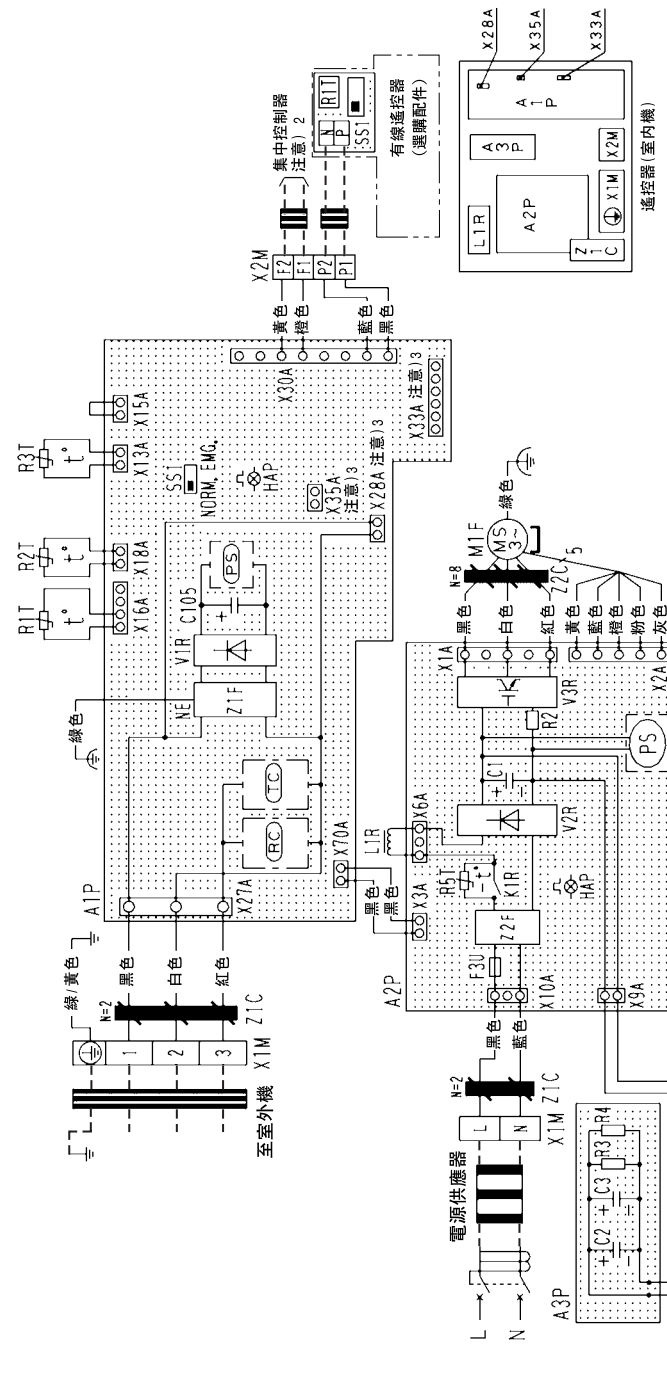 R1T
t°
R2T
t°
R3T
t°
X16A
X18A
X13A
X15A
綠色
A1P
NE
Z1F
V1R
C105
+
PS
SS1
NORM. EMG.
HAP
RC
TC
X27A
X70A
X35A
注意)3
X28A 注意)3
X33A 注意)3
X30A
黃色
橙色
藍色
黑色
X2M
F2
F1
P2
P1
集中控制器
注意) 2
N
P
R1T
SS1
有線遙控器
(選購配件)
綠/黃色
黑色
白色
紅色
N=2
Z1C
1
2
3
X1M
至室外機
黑色
黑色
A2P
X3A
L1R
X6A
R5T
-t°
K1R
F3U
Z2F
X10A
HAP
V2R
+
C1
-
R2
V3R
X1A
PS
X2A
X9A
黑色
白色
紅色
黃色
藍色
橙色
粉色
灰色
N=8
Z2C
×5
M1F
MS
3~
綠色
電源供應器
L
N
L
N
X1M
N=2
Z1C
黑色
藍色
A3P
+
C2
-
+
C3
-
R3
R4
L1R
A3P
A1P
A2P
Z1C
X1M
X2M
X28A
X35A
X33A
遙控器(室內機)